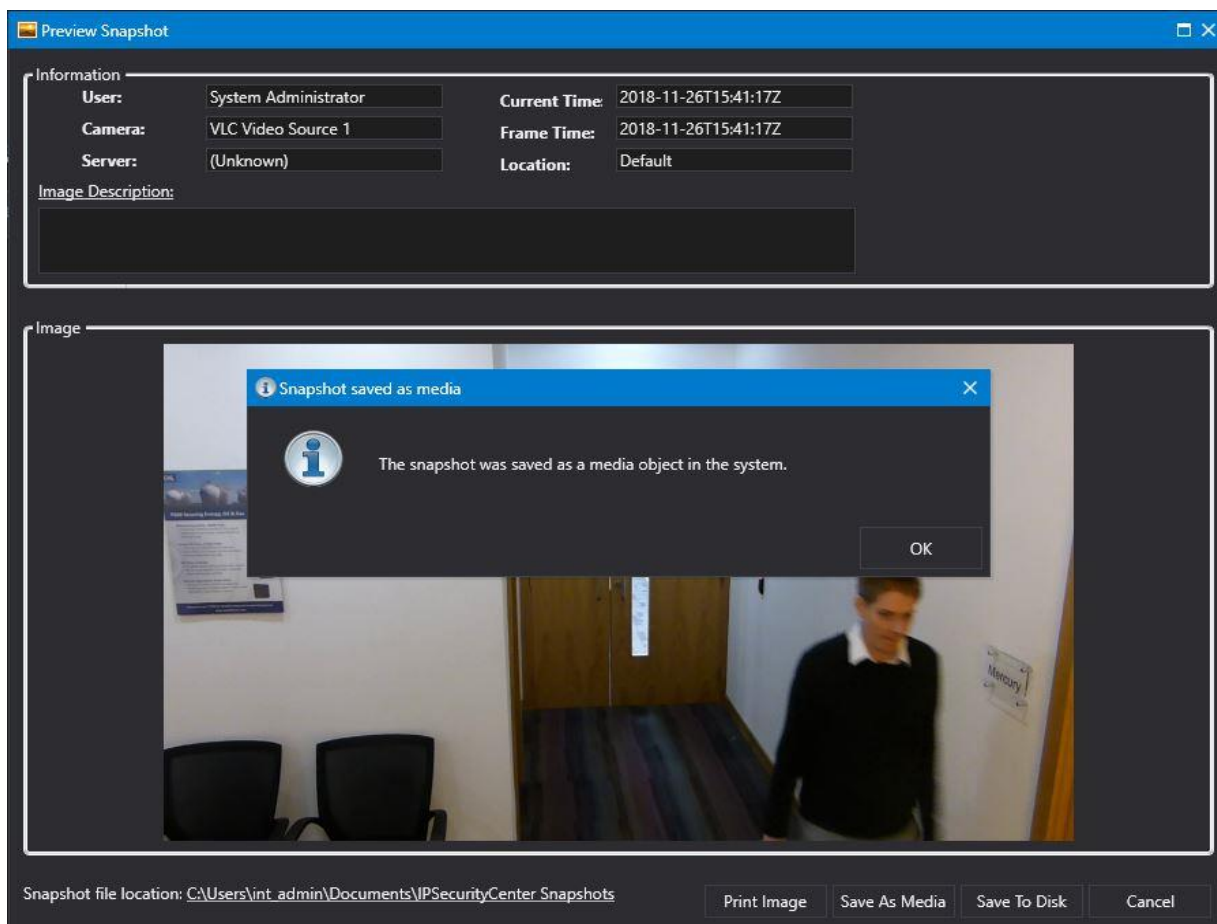 Preview Snapshot
Information
User: System Administrator Current Time: 2018-11-26T15:41:17Z
Camera: VLC Video Source 1 Frame Time: 2018-11-26T15:41:17Z
Server: (Unknown) Location: Default
Image Description:
Image
Snapshot saved as media
The snapshot was saved as a media object in the system.
OK
Mercury
Snapshot file location: C:\Users\int_admin\Documents\IPSecurityCenter Snapshots
Print Image Save As Media Save To Disk Cancel